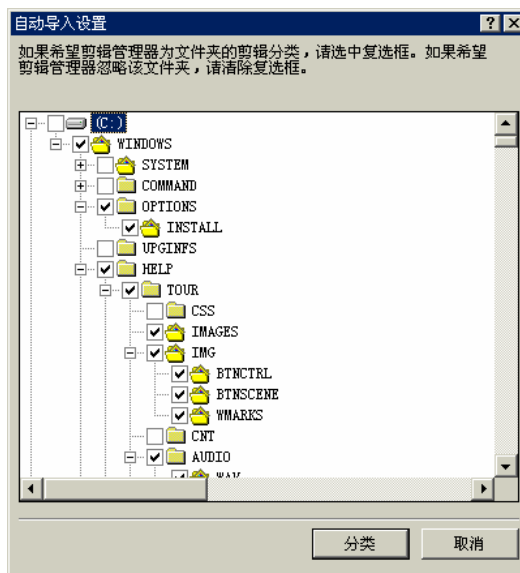 自动导入设置
如果希望剪辑管理器为文件夹的剪辑分类，请选中复选框。如果希望
剪辑管理器忽略该文件夹，请清除复选框。
(C:)
WINDOWS
SYSTEM
COMMAND
OPTIONS
INSTALL
UPGINFS
HELP
TOUR
CSS
IMAGES
IMG
BTNCTRL
BTNSCENE
WMARKS
CNT
AUDIO
WAV
分类
取消